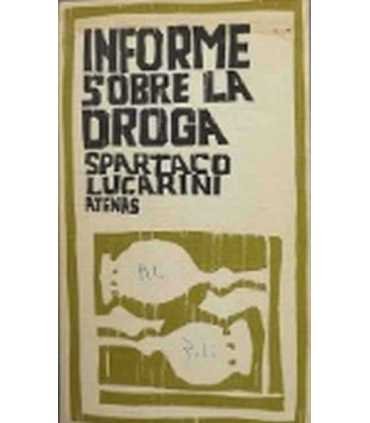 INFORME
SOBRE LA
DROGA
SPARTACO
LUCARINI
ATENAS